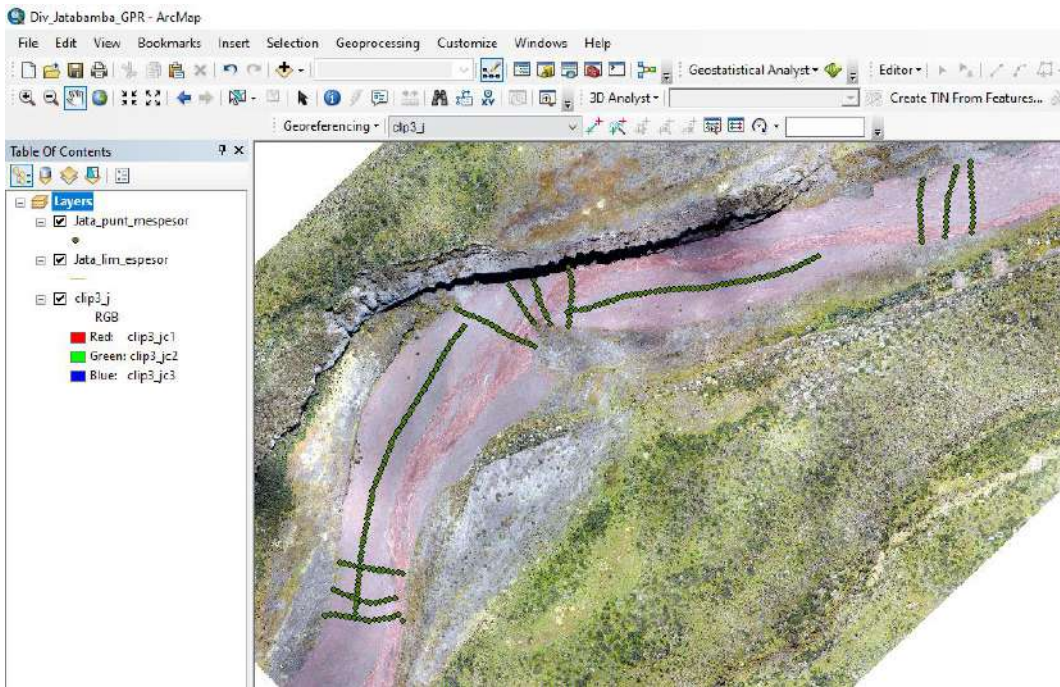 Div_Jatabamba_GPR - ArcMap
File Edit View Bookmarks Insert Selection Geoprocessing Customize Windows Help
Geostatistical Analyst
Editor
3D Analyst
Create TIN From Features...
Georeferencing
clip3_j
Table Of Contents
Layers
Jata_punt_mespesor
Jata_lim_espesor
clip3_j
RGB
Red: clip3_jc1
Green: clip3_jc2
Blue: clip3_jc3